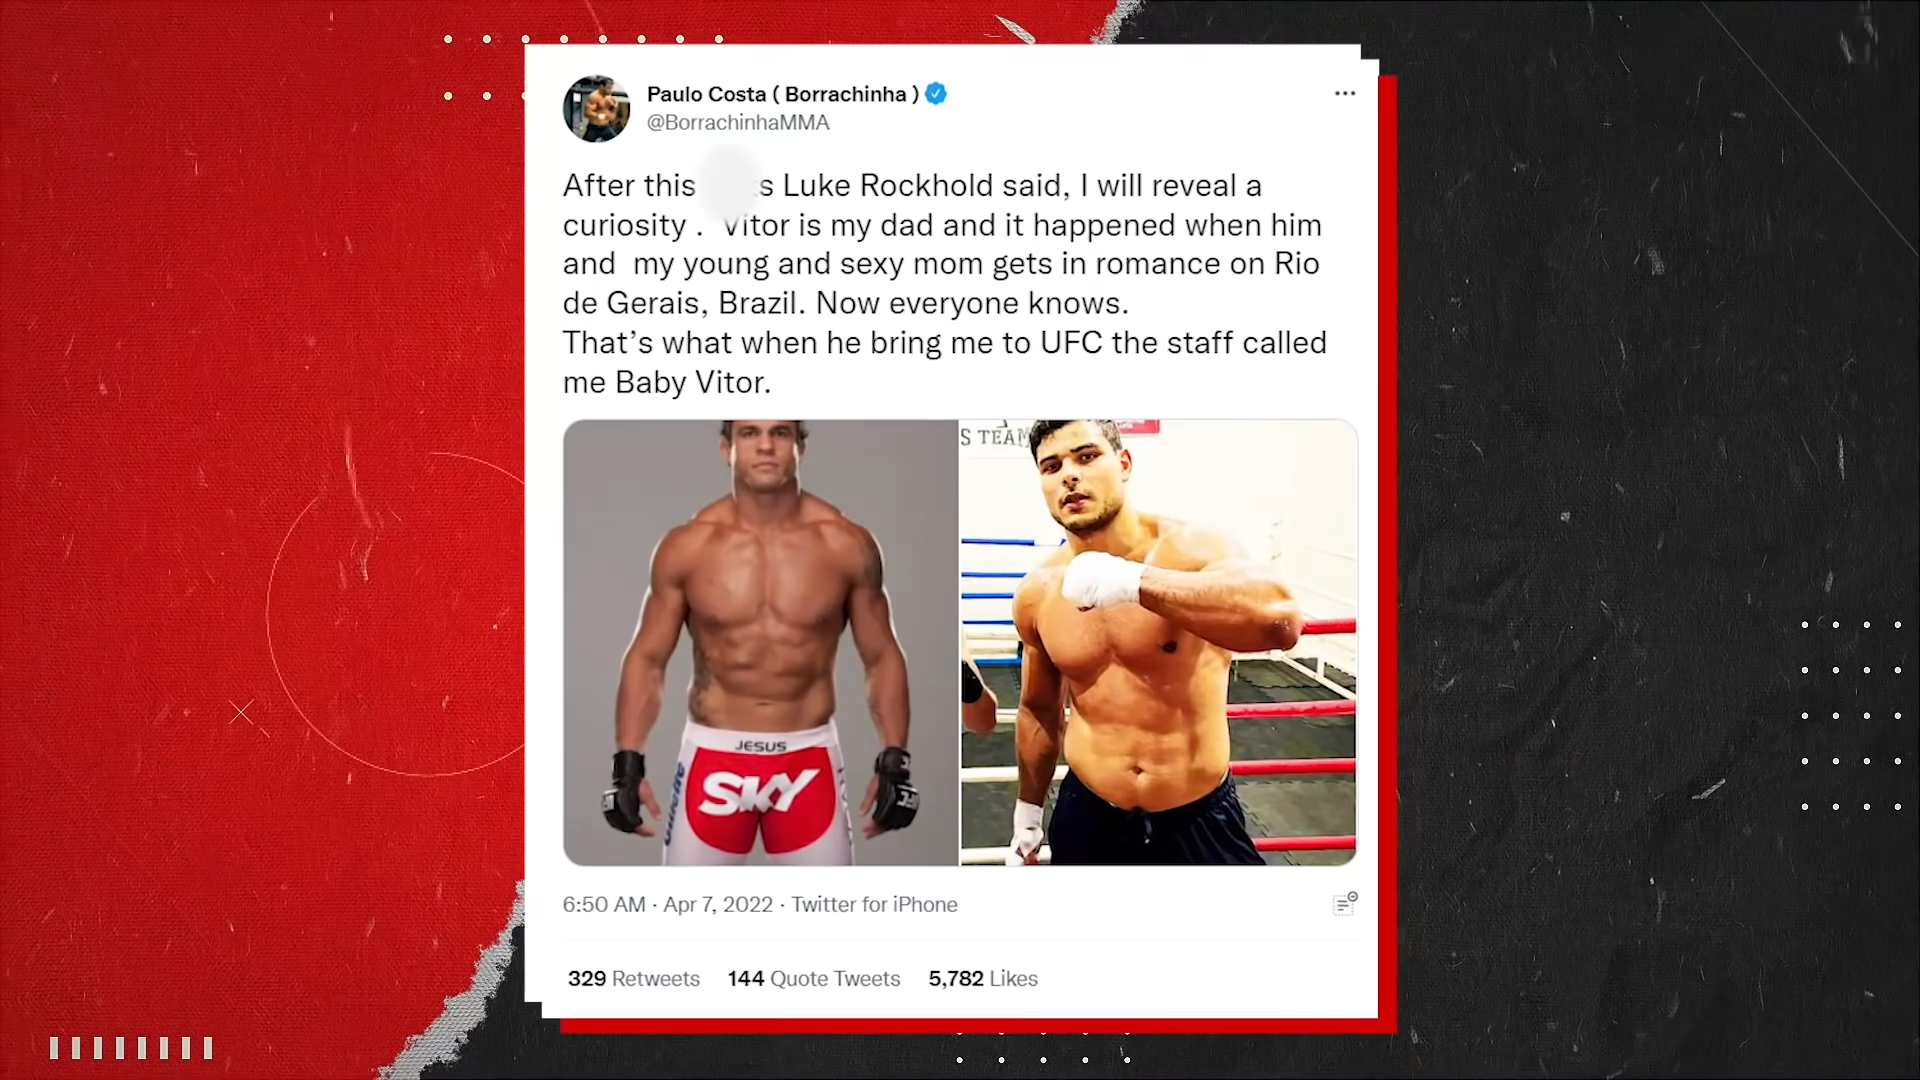 Paulo Costa ( Borrachinha )
@BorrachinhaMMA
After this s Luke Rockhold said, I will reveal a
curiosity . Vitor is my dad and it happened when him
and my young and sexy mom gets in romance on Rio
de Gerais, Brazil. Now everyone knows.
That's what when he bring me to UFC the staff called
me Baby Vitor.
S TEAM
JESUS
SKY
6:50 AM · Apr 7, 2022 · Twitter for iPhone
329 Retweets 144 Quote Tweets 5,782 Likes